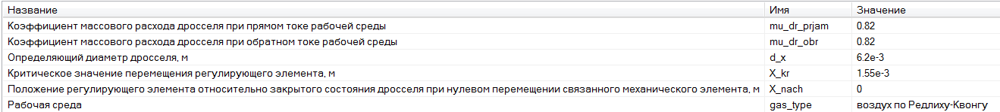 Название Имя Значение
Коэффициент массового расхода дросселя при прямом токе рабочей среды mu_dr_prjam 0.82
Коэффициент массового расхода дросселя при обратном токе рабочей среды mu_dr_obr 0.82
Определяющий диаметр дросселя, м d_x 6.2e-3
Критическое значение перемещения регулирующего элемента, м X_kr 1.55e-3
Положение регулирующего элемента относительно закрытого состояния дросселя при нулевом перемещении связанного механического элемента, м X_nach 0
Рабочая среда gas_type воздух по Редлиху-Квонгу